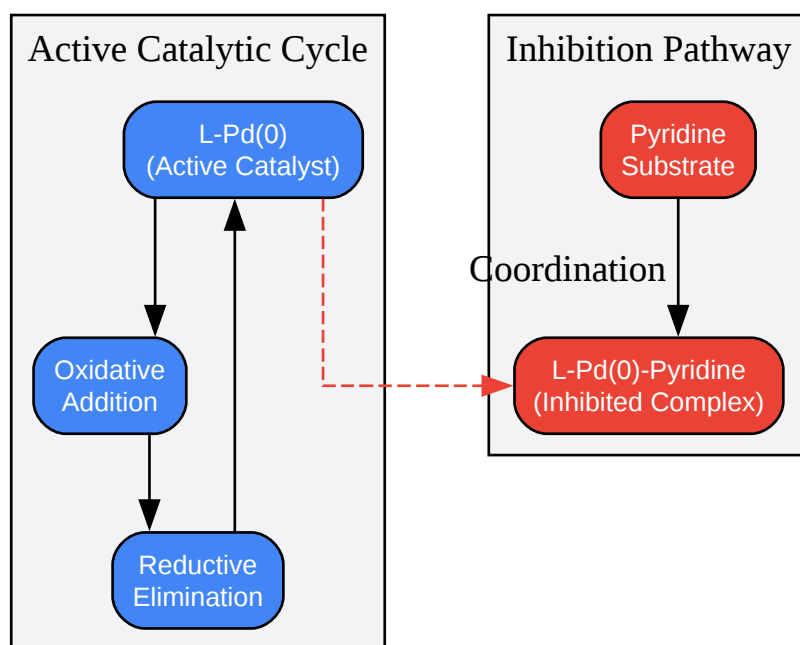 Active Catalytic Cycle
L-Pd(0)
(Active Catalyst)
Oxidative
Addition
Reductive
Elimination
Inhibition Pathway
Pyridine
Substrate
Coordination
L-Pd(0)-Pyridine
(Inhibited Complex)